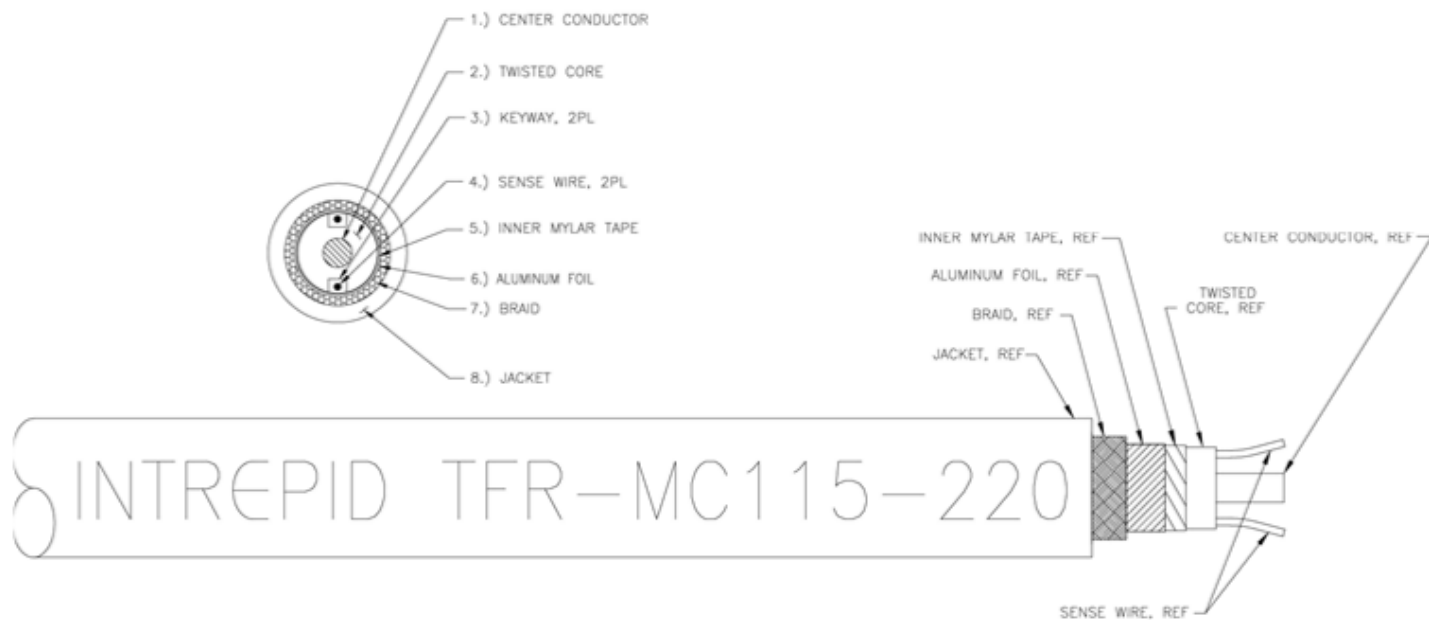 1.) CENTER CONDUCTOR
2.) TWISTED CORE
3.) KEYWAY, 2PL
4.) SENSE WIRE, 2PL
5.) INNER MYLAR TAPE
6.) ALUMINUM FOIL
7.) BRAID
8.) JACKET
INNER MYLAR TAPE, REF
CENTER CONDUCTOR, REF
ALUMINUM FOIL, REF
TWISTED
CORE, REF
BRAID, REF
JACKET, REF
INTREPID TFR-MC115-220
SENSE WIRE, REF